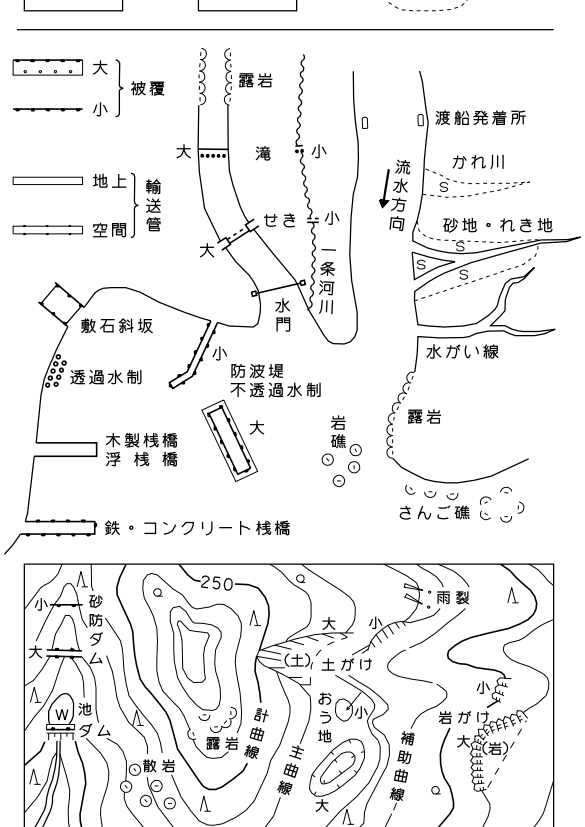 大
小
被覆
地上
空間
輸送管
露岩
大
滝
小
せき
小
大
一条河川
水門
渡船発着所
流水方向
かれ川
S
砂地・れき地
S
S
S
水がい線
敷石斜坂
小
透過水制
防波堤
不透過水制
大
木製桟橋
浮桟橋
岩礁
露岩
さんご礁
鉄・コンクリート桟橋
250
小
砂防ダム
大
雨裂
大
小
(土)
土がけ
池
W
ダム
おう地
小
計曲線
主曲線
補助曲線
小
岩がけ
大
(岩)
露岩
散岩
大